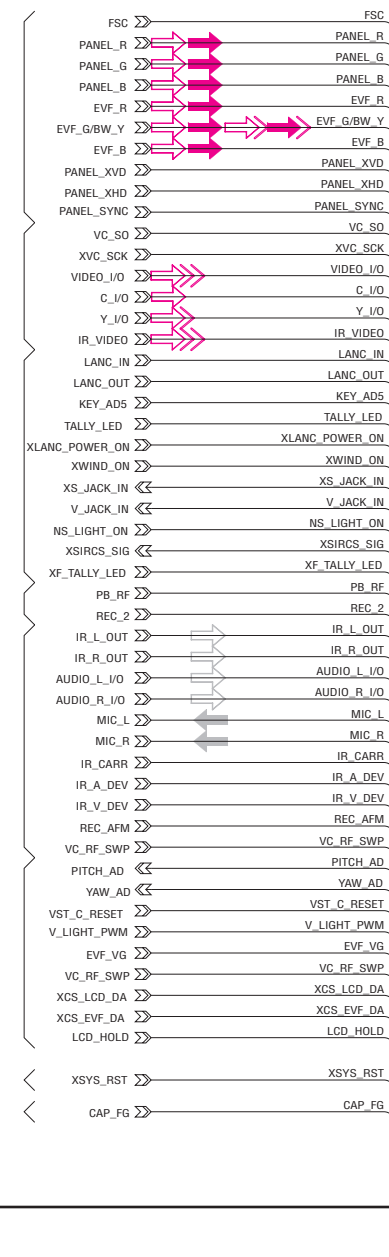 FSC FSC
PANEL_R PANEL_R
PANEL_G PANEL_G
PANEL_B PANEL_B
EVF_R EVF_R
EVF_G/BW_Y EVF_G/BW_Y
EVF_B EVF_B
PANEL_XVD PANEL_XVD
PANEL_XHD PANEL_XHD
PANEL_SYNC PANEL_SYNC
VC_SO VC_SO
XVC_SCK XVC_SCK
VIDEO_I/O VIDEO_I/O
C_I/O C_I/O
Y_I/O Y_I/O
IR_VIDEO IR_VIDEO
LANC_IN LANC_IN
LANC_OUT LANC_OUT
KEY_AD5 KEY_AD5
TALLY_LED TALLY_LED
XLANC_POWER_ON XLANC_POWER_ON
XWIND_ON XWIND_ON
XS_JACK_IN XS_JACK_IN
V_JACK_IN V_JACK_IN
NS_LIGHT_ON NS_LIGHT_ON
XSIRCS_SIG XSIRCS_SIG
XF_TALLY_LED XF_TALLY_LED
PB_RF PB_RF
REC_2 REC_2
IR_L_OUT IR_L_OUT
IR_R_OUT IR_R_OUT
AUDIO_L_I/O AUDIO_L_I/O
AUDIO_R_I/O AUDIO_R_I/O
MIC_L MIC_L
MIC_R MIC_R
IR_CARR IR_CARR
IR_A_DEV IR_A_DEV
IR_V_DEV IR_V_DEV
REC_AFM REC_AFM
VC_RF_SWP VC_RF_SWP
PITCH_AD PITCH_AD
YAW_AD YAW_AD
VST_C_RESET VST_C_RESET
V_LIGHT_PWM V_LIGHT_PWM
EVF_VG EVF_VG
VC_RF_SWP VC_RF_SWP
XCS_LCD_DA XCS_LCD_DA
XCS_EVF_DA XCS_EVF_DA
LCD_HOLD LCD_HOLD
XSYS_RST XSYS_RST
CAP_FG CAP_FG